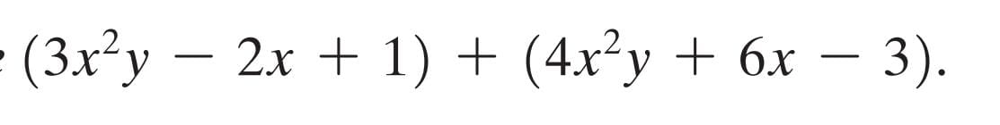 (3x²y − 2x + 1) + (4x²y + 6x − 3).